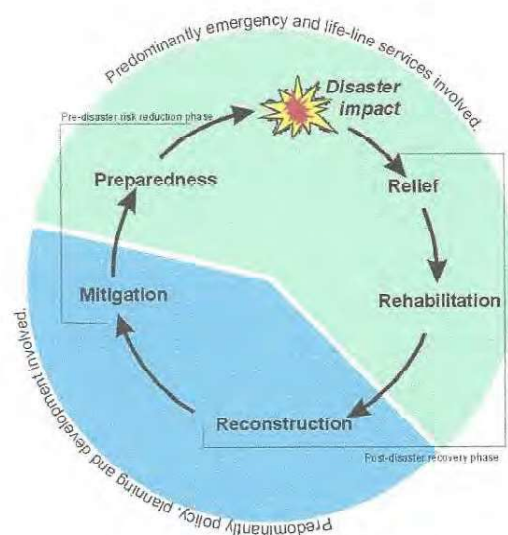 Predominantly emergency and life-line services involved.
Disaster
impact
Pre-disaster risk reduction phase
Preparedness
Relief
Mitigation
Rehabilitation
Reconstruction
Post-disaster recovery phase
Predominantly policy, planning and development involved.